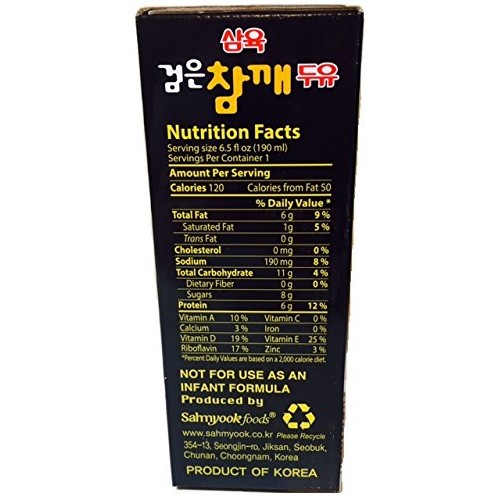 삼육
검은참깨두유
Nutrition Facts
Serving size 6.5 fl oz (190 ml)
Servings Per Container 1
Amount Per Serving
Calories 120 Calories from Fat 50
% Daily Value *
Total Fat 6 g 9 %
Saturated Fat 1g 5 %
Trans Fat 0 g
Cholesterol 0 mg 0 %
Sodium 190 mg 8 %
Total Carbohydrate 11 g 4 %
Dietary Fiber 0 g 0 %
Sugars 8 g
Protein 6 g 12 %
Vitamin A 10 % Vitamin C 0 %
Calcium 3 % Iron 0 %
Vitamin D 19 % Vitamin E 25 %
Riboflavin 17 % Zinc 3 %
*Percent Daily Values are based on a 2,000 calorie diet.
NOT FOR USE AS AN
INFANT FORMULA
Produced by
Sahmyook foods®
www.sahmyook.co.kr Please Recycle
354-13, Seongjin-ro, Jiksan, Seobuk,
Chunan, Choongnam, Korea
PRODUCT OF KOREA